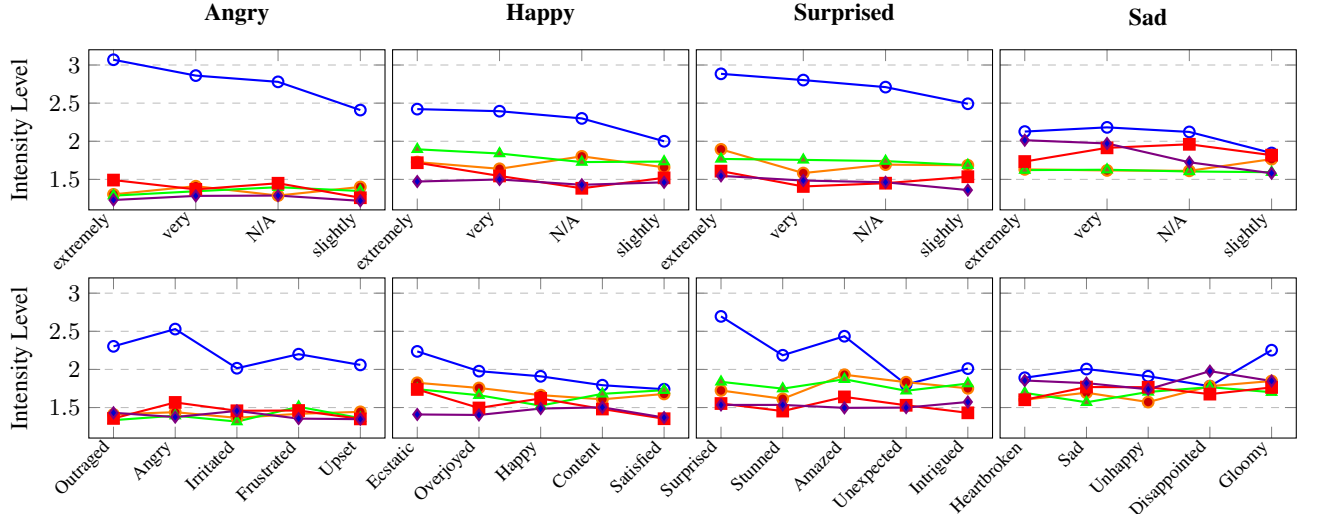 Angry Happy Surprised Sad
Intensity Level
3
2.5
2
1.5
extremely very N/A slightly extremely very N/A slightly extremely very N/A slightly extremely very N/A slightly
Intensity Level
3
2.5
2
1.5
Outraged Angry Irritated Frustrated Upset Ecstatic Overjoyed Happy Content Satisfied Surprised Stunned Amazed Unexpected Intrigued Heartbroken Sad Unhappy Disappointed Gloomy